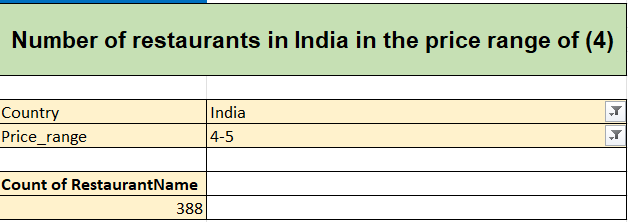 Number of restaurants in India in the price range of (4)
Country India
Price_range 4-5
Count of RestaurantName
388